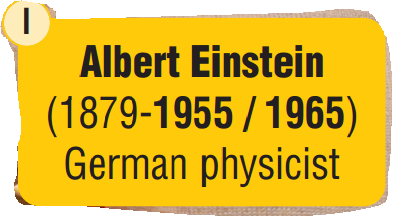 I
Albert Einstein
(1879-1955 / 1965)
German physicist